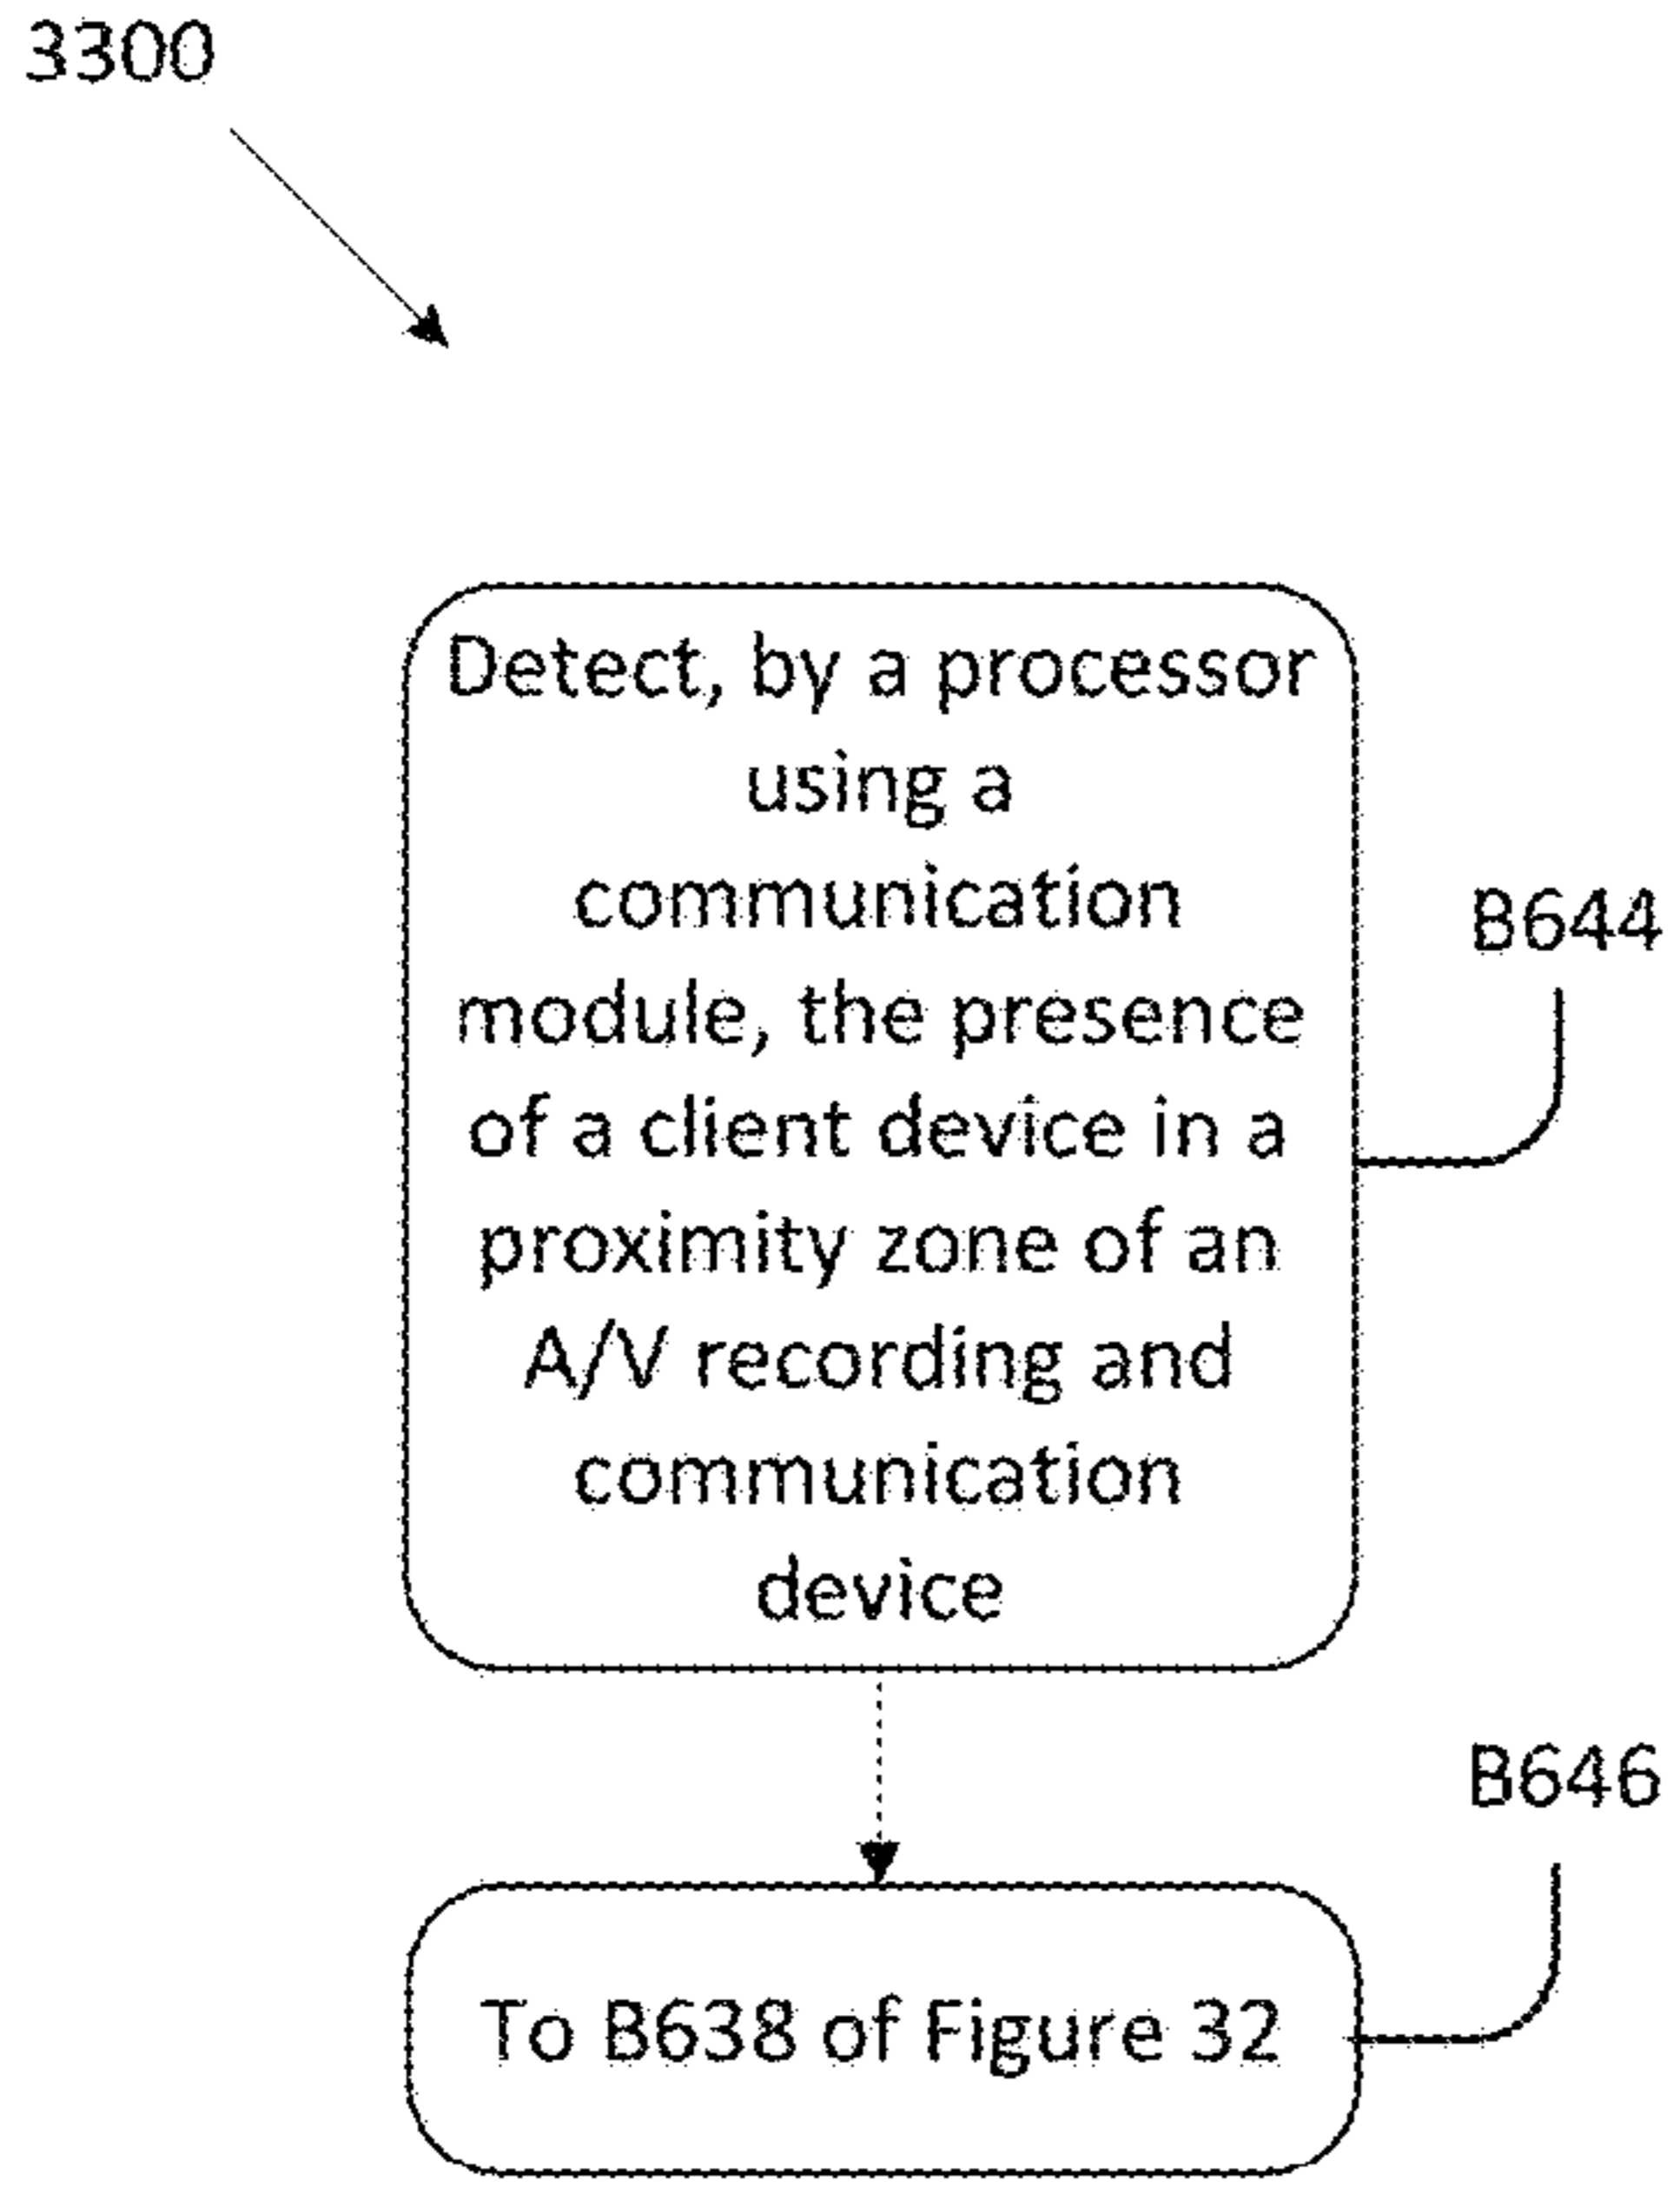 3300
Detect, by a processor
using a
communication
module, the presence
of a client device in a
proximity zone of an
A/V recording and
communication
device
B644
B646
To B638 of Figure 32